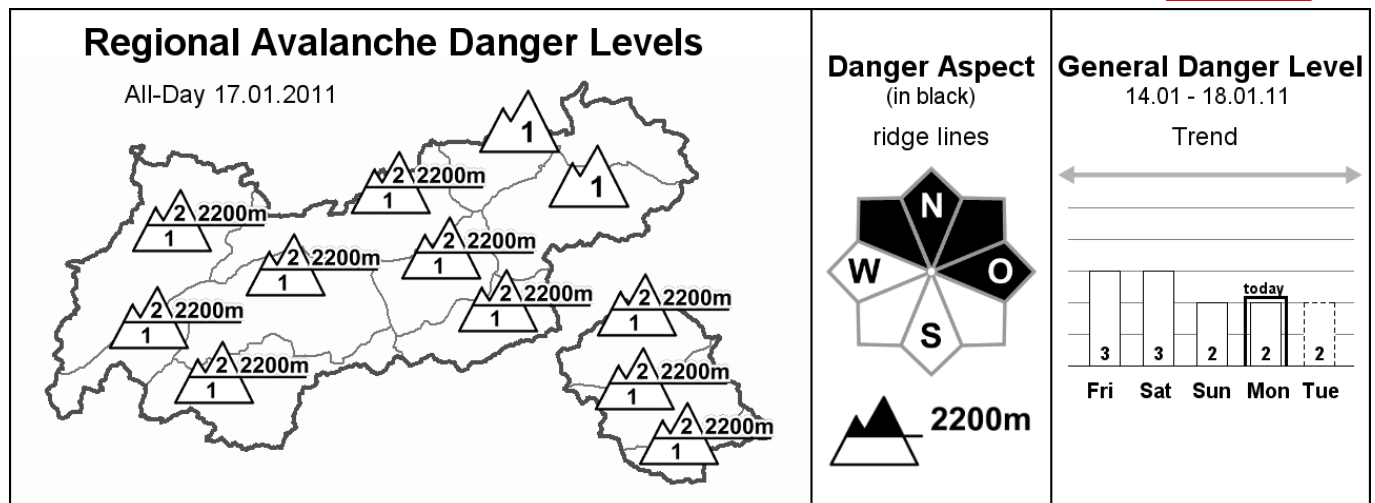 Regional Avalanche Danger Levels
All-Day 17.01.2011
1
1
2 2200m
1
2 2200m
1
2 2200m
1
2 2200m
1
2 2200m
1
2 2200m
1
2 2200m
1
2 2200m
1
2 2200m
1
2 2200m
1
Danger Aspect
(in black)
ridge lines
N
W O
S
2200m
General Danger Level
14.01 - 18.01.11
Trend
today
3 3 2 2 2
Fri Sat Sun Mon Tue